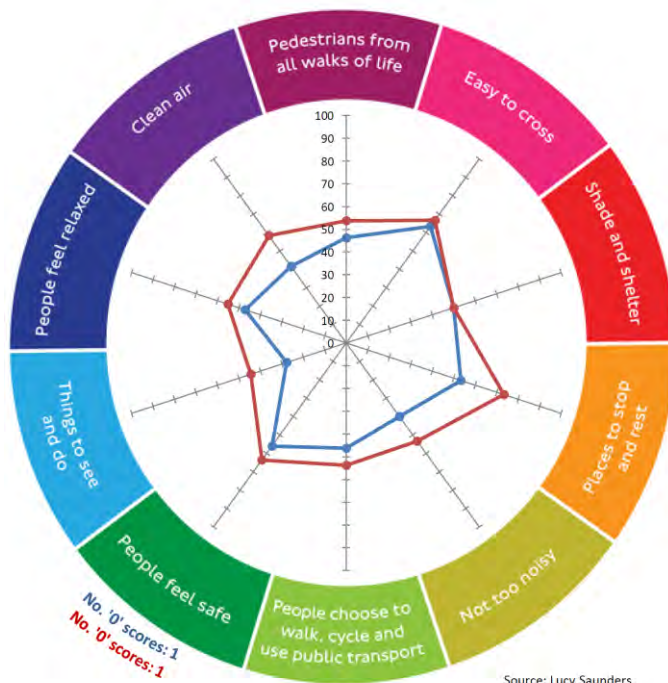 Pedestrians from
all walks of life
Easy to cross
Shade and shelter
Places to stop
and rest
Not too noisy
People choose to
walk, cycle and
use public transport
People feel safe
Things to see
and do
People feel relaxed
Clean air
100
90
80
70
60
50
40
30
20
10
0
No. '0' scores: 1
No. '0' scores: 1
Source: Lucy Saunders